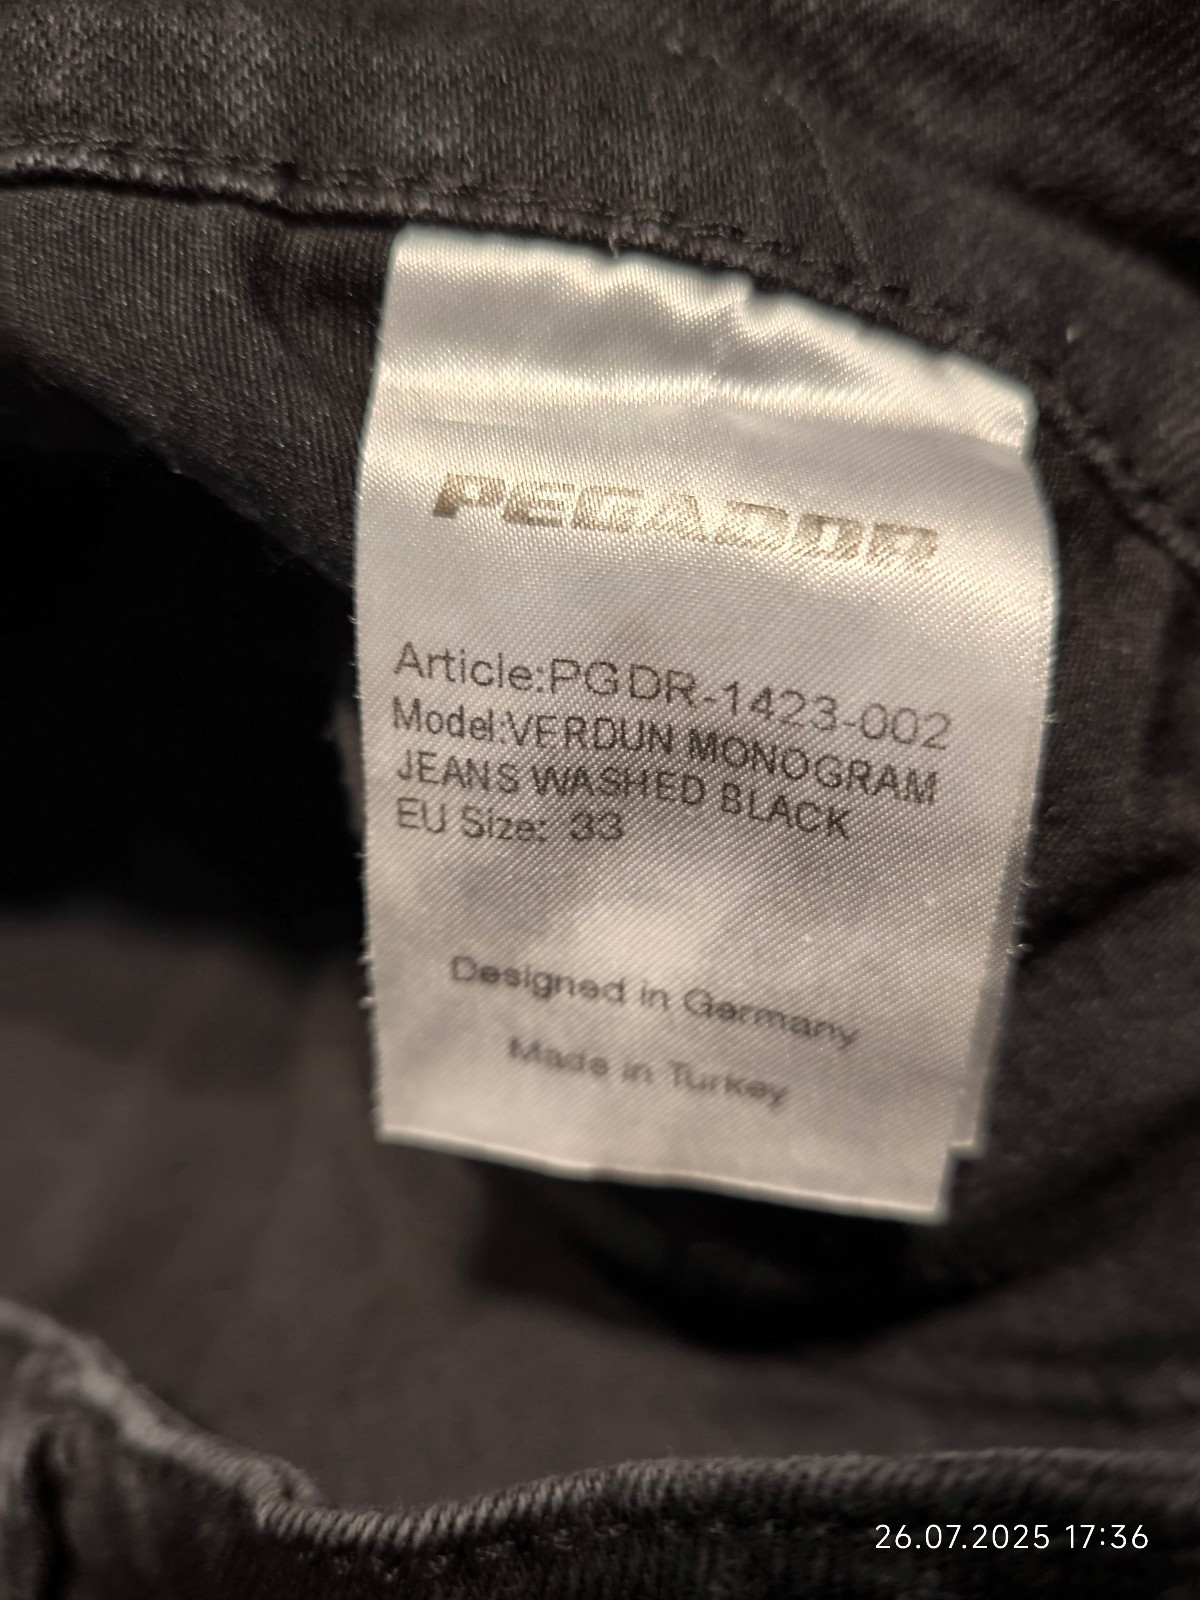 PEGADOR
Article:PGDR-1423-002
Model:VERDUN MONOGRAM
JEANS WASHED BLACK
EU Size: 33
Designed in Germany
Made in Turkey
26.07.2025 17:36